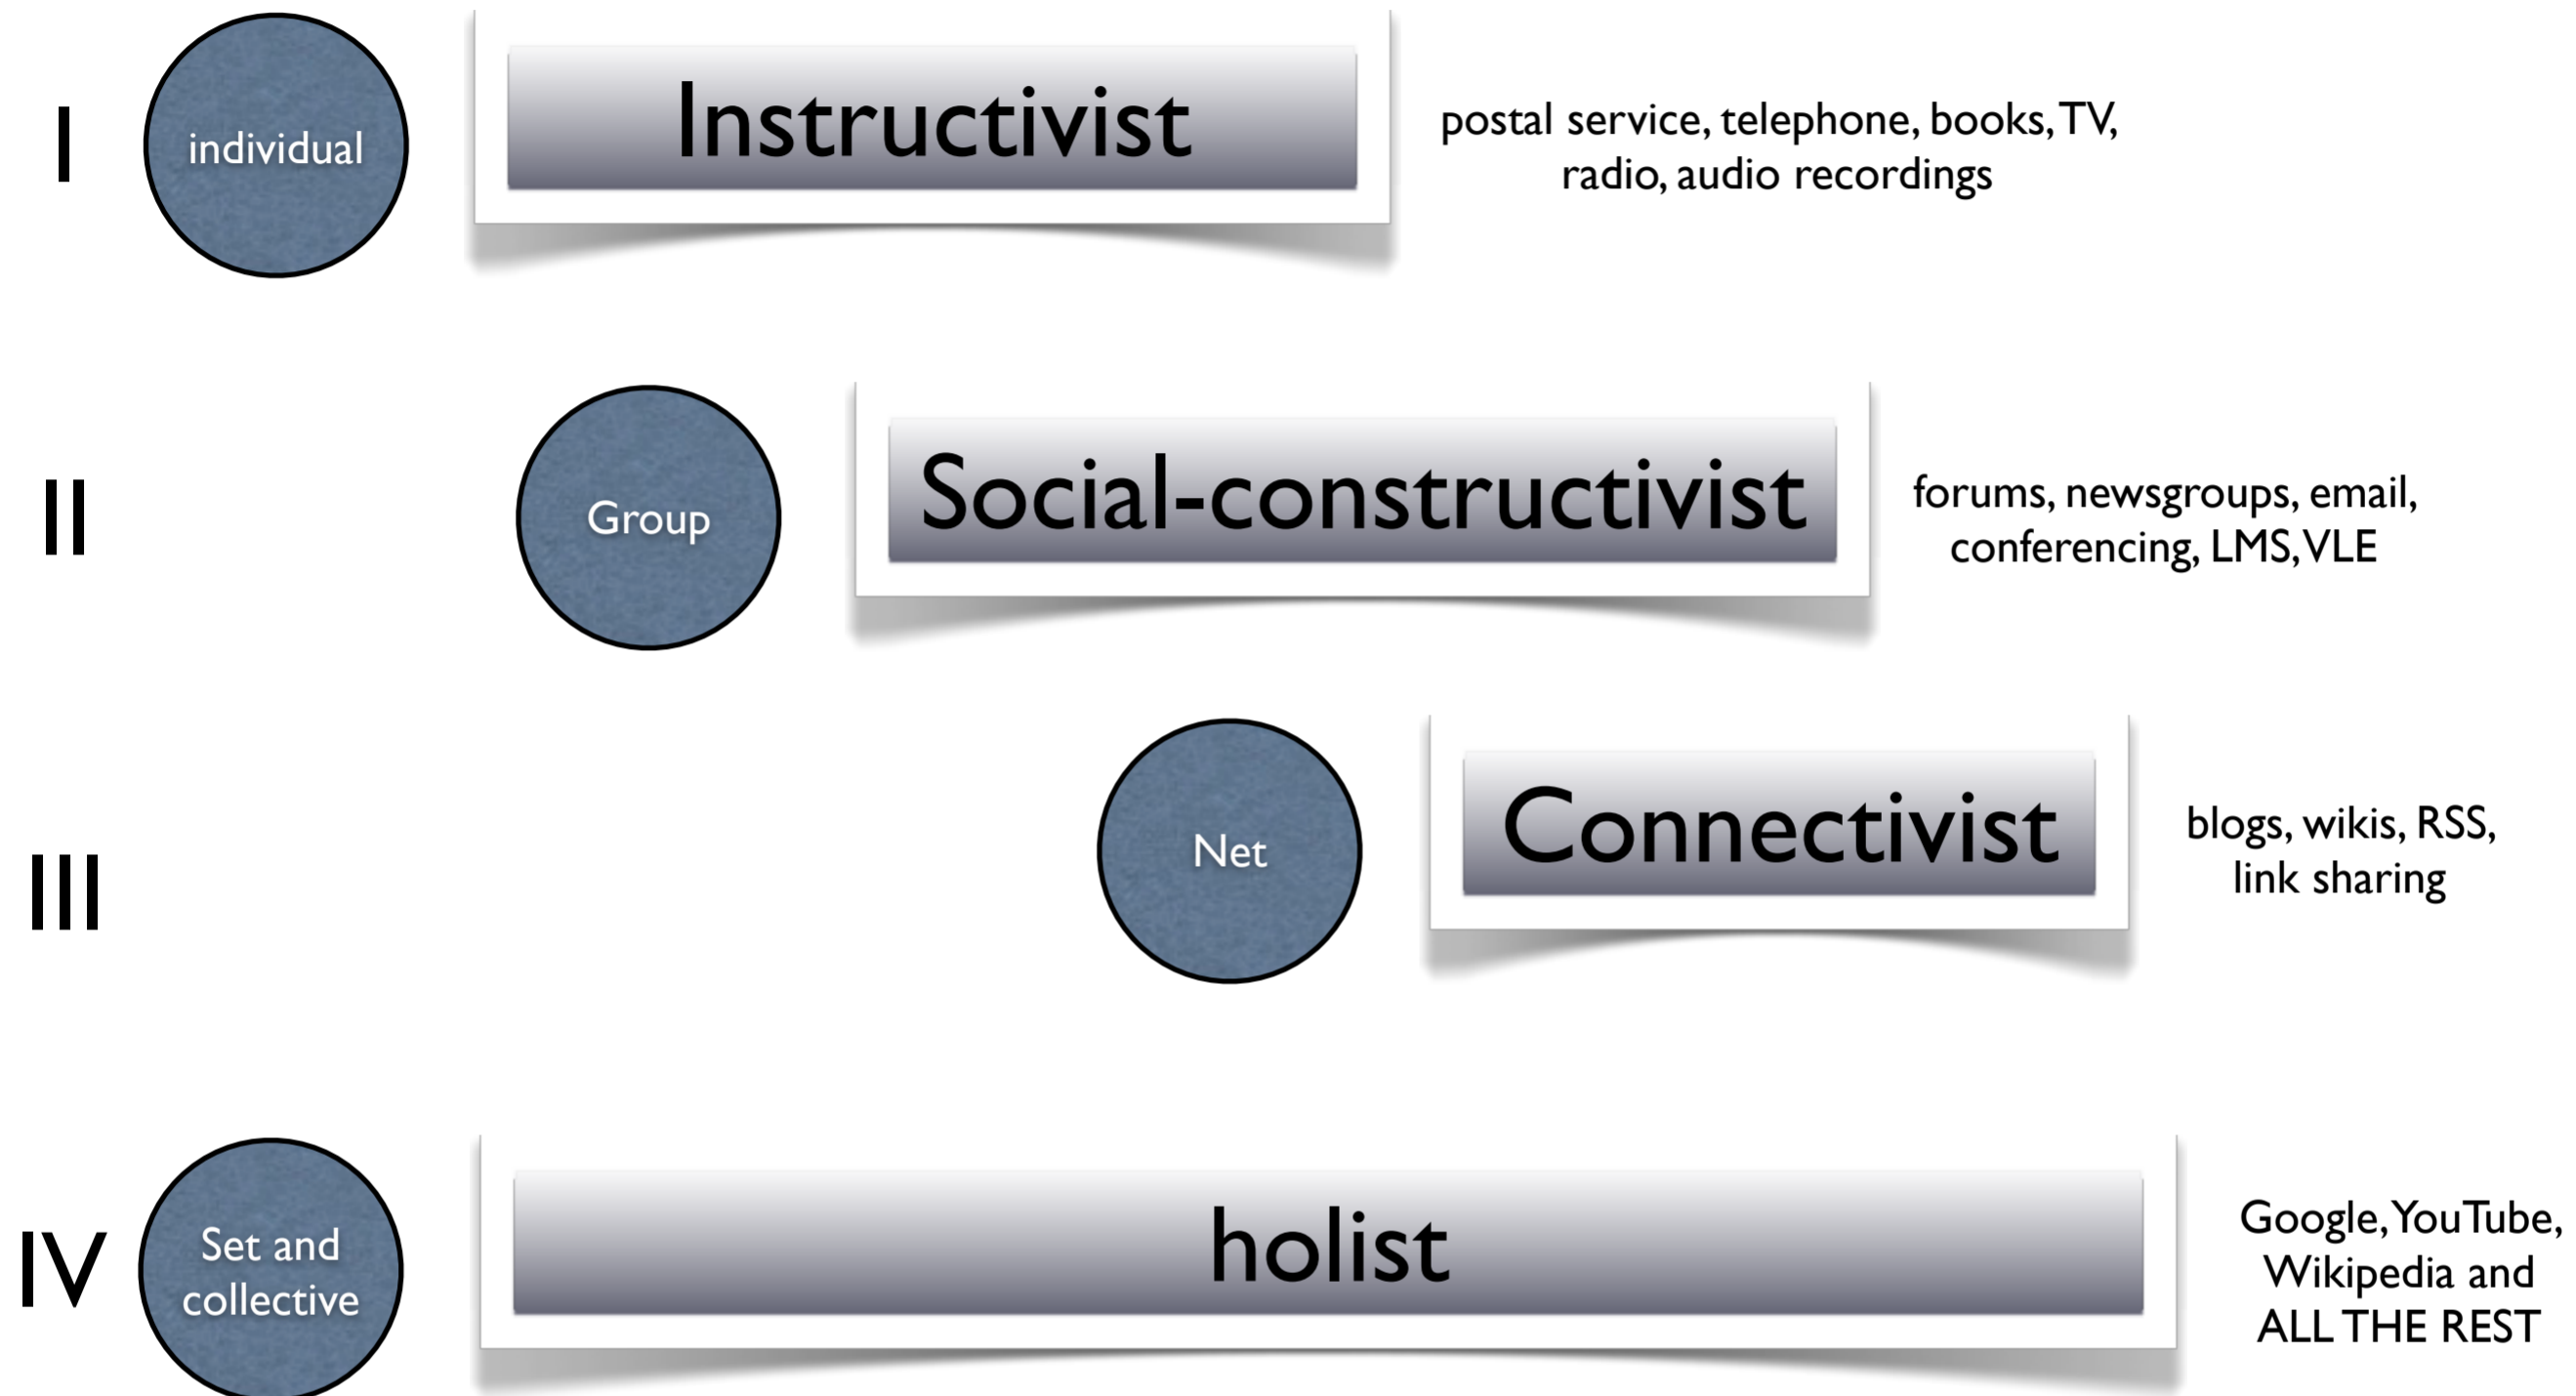 I
individual
Instructivist
postal service, telephone, books, TV,
radio, audio recordings
II
Group
Social-constructivist
forums, newsgroups, email,
conferencing, LMS, VLE
III
Net
Connectivist
blogs, wikis, RSS,
link sharing
IV
Set and
collective
holist
Google, YouTube,
Wikipedia and
ALL THE REST